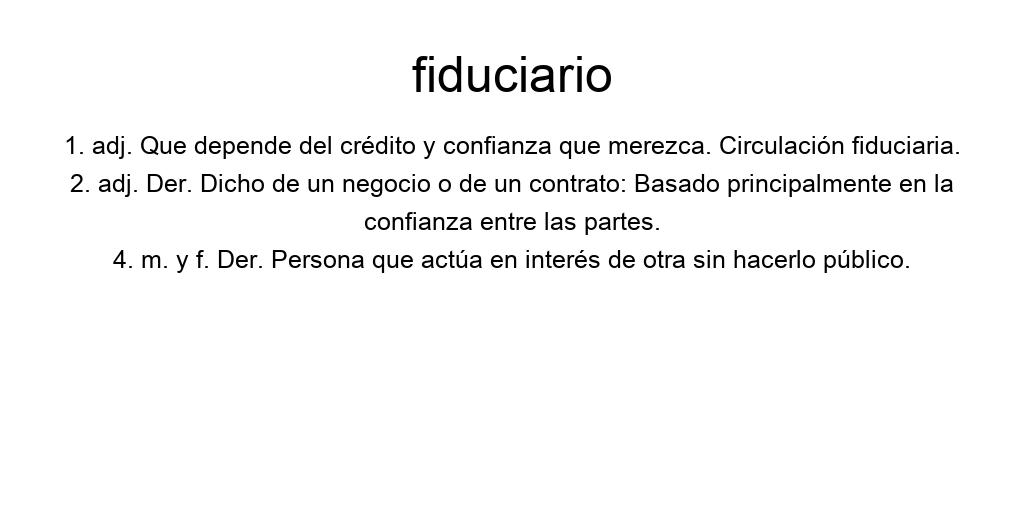 fiduciario
1. adj. Que depende del crédito y confianza que merezca. Circulación fiduciaria.
2. adj. Der. Dicho de un negocio o de un contrato: Basado principalmente en la
confianza entre las partes.
4. m. y f. Der. Persona que actúa en interés de otra sin hacerlo público.